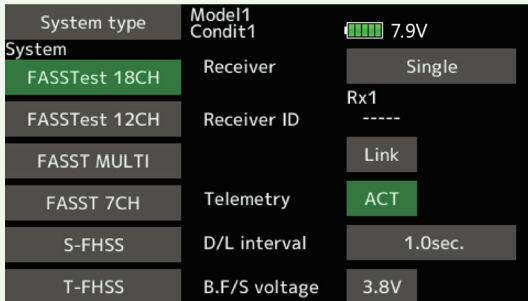 System type
Model1
Condit1
7.9V
System
FASSTest 18CH
Receiver
Single
Rx1
FASSTest 12CH
Receiver ID
-----
FASST MULTI
Link
FASST 7CH
Telemetry
ACT
S-FHSS
D/L interval
1.0sec.
T-FHSS
B.F/S voltage
3.8V